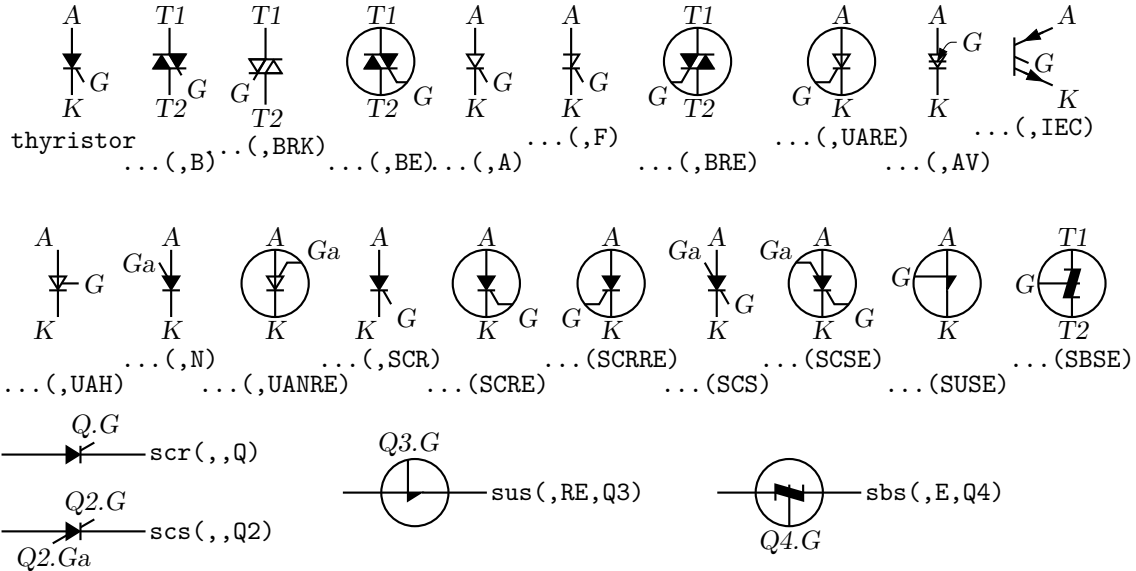 A T1 T1 T1 A A T1 A A A
G G G G G G G G G G
K T2 T2 T2 K K T2 K K K
thyristor ...(,B) ...(,BRK) ...(,BE) ...(,A) ...(,F) ...(,BRE) ...(,UARE) ...(,AV) ...(,IEC)
A A A A A A A A A T1
G Ga Ga G G G Ga G Ga G G G
K K K K K K K K K T2
...(,UAH) ...(,N) ...(,UANRE) ...(,SCR) ...(SCRE) ...(SCRRE) ...(SCS) ...(SCSE) ...(SUSE) ...(SBSE)
Q.G
scr(,,Q)
Q3.G
sus(,RE,Q3)
sbs(,E,Q4)
Q4.G
Q2.G
scs(,,Q2)
Q2.Ga